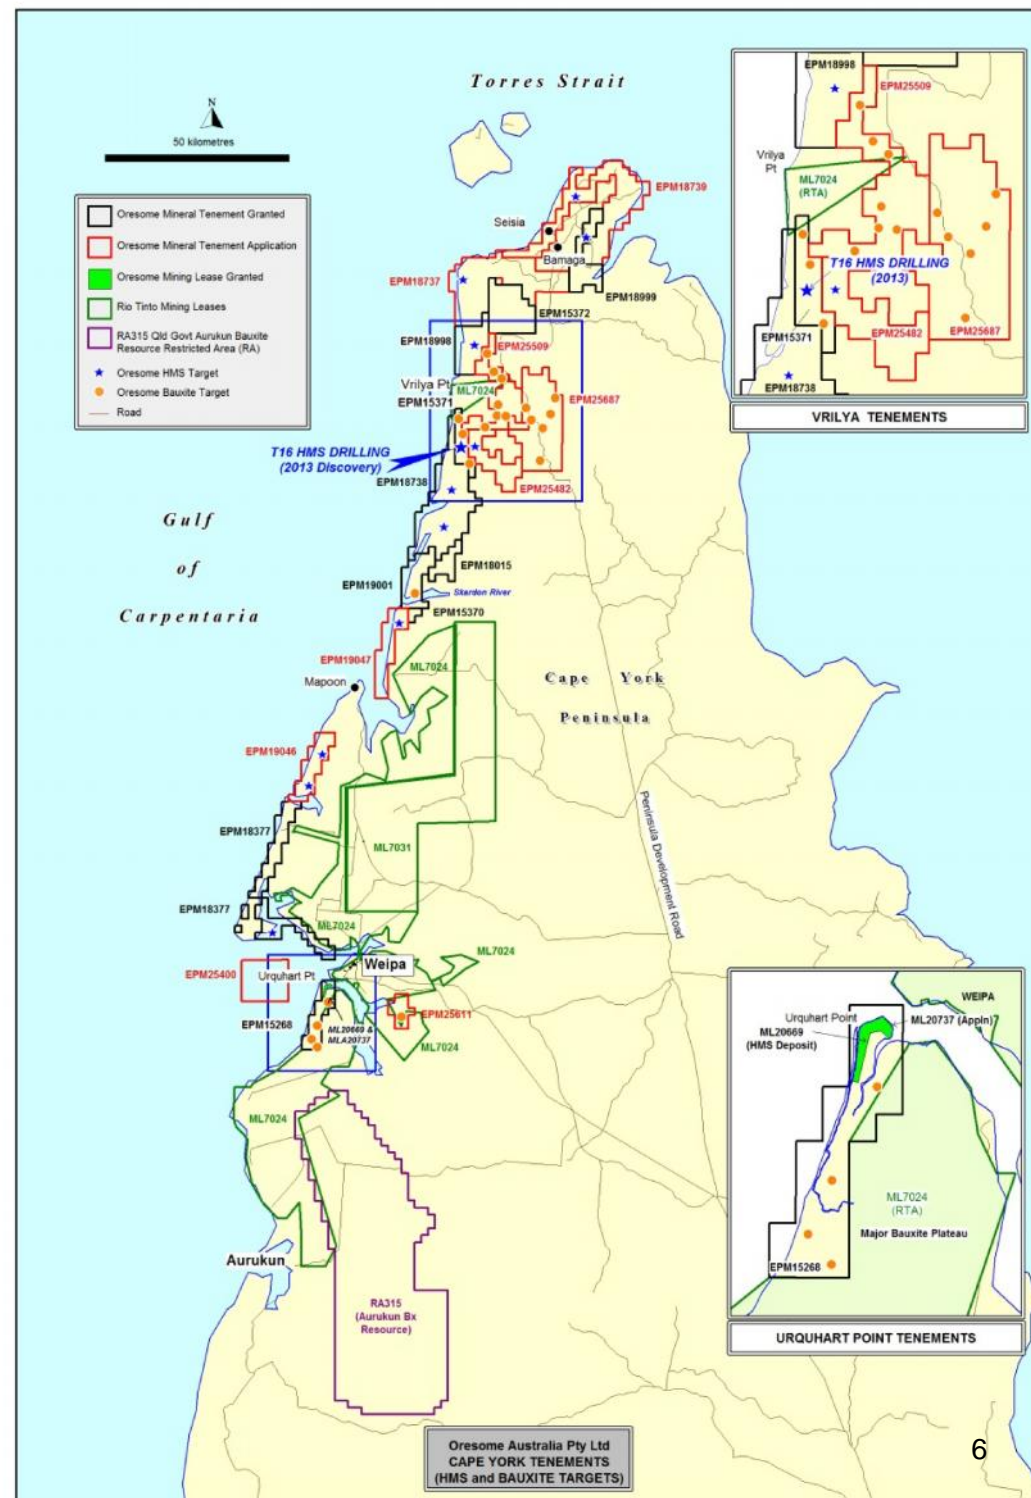 Torres Strait
N
50 kilometres
Oresome Mineral Tenement Granted
Oresome Mineral Tenement Application
Oresome Mining Lease Granted
Rio Tinto Mining Leases
RA315 Qld Govt Aurukun Bauxite
Resource Restricted Area (RA)
Oresome HMS Target
Oresome Bauxite Target
Road
EPM18739
Seisia
Bamaga
EPM18737
EPM18999
EPM15372
EPM18998
EPM25509
Vrilya Pt
ML7024
EPM15371
EPM25687
T16 HMS DRILLING
(2013 Discovery)
EPM18738
EPM25482
Gulf
of
Carpentaria
EPM18015
EPM19001
Skardon River
EPM15370
EPM19047
ML7024
Mapoon
Cape York
Peninsula
EPM19046
Peninsula Development Road
EPM18377
ML7031
EPM18377
ML7024
ML7024
Weipa
EPM25400
Urquhart Pt
EPM15268
ML20669 &
MLA20737
EPM25611
ML7024
ML7024
Aurukun
RA315
(Aurukun Bx
Resource)
EPM18998
EPM25509
Vrilya
Pt
ML7024
(RTA)
T16 HMS DRILLING
(2013)
EPM15371
EPM25482
EPM25687
EPM18738
VRILYA TENEMENTS
WEIPA
Urquhart Point
ML20737 (Appln)
ML20669
(HMS Deposit)
ML7024
(RTA)
Major Bauxite Plateau
EPM15268
URQUHART POINT TENEMENTS
Oresome Australia Pty Ltd
CAPE YORK TENEMENTS
(HMS and BAUXITE TARGETS)
6